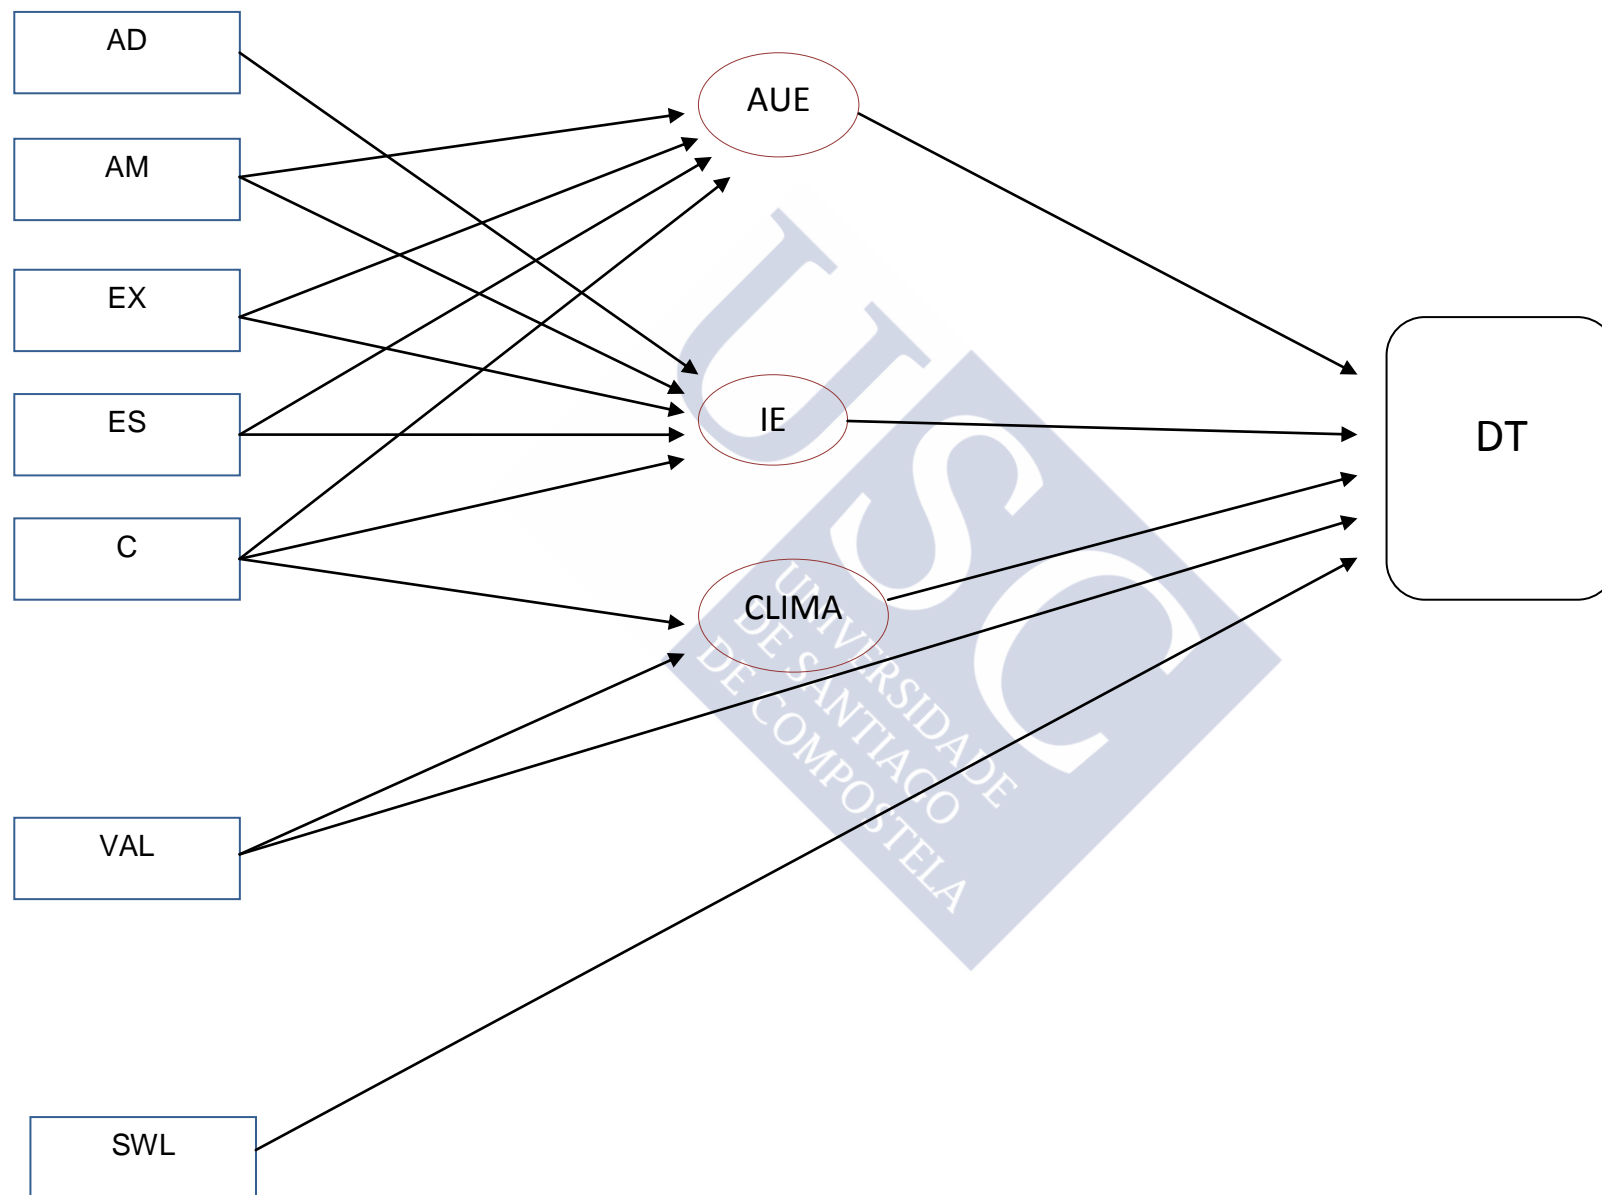 AD
AM
EX
ES
C
VAL
SWL
AUE
IE
CLIMA
DT
USC
UNIVERSIDADE
DE SANTIAGO
DE COMPOSTELA